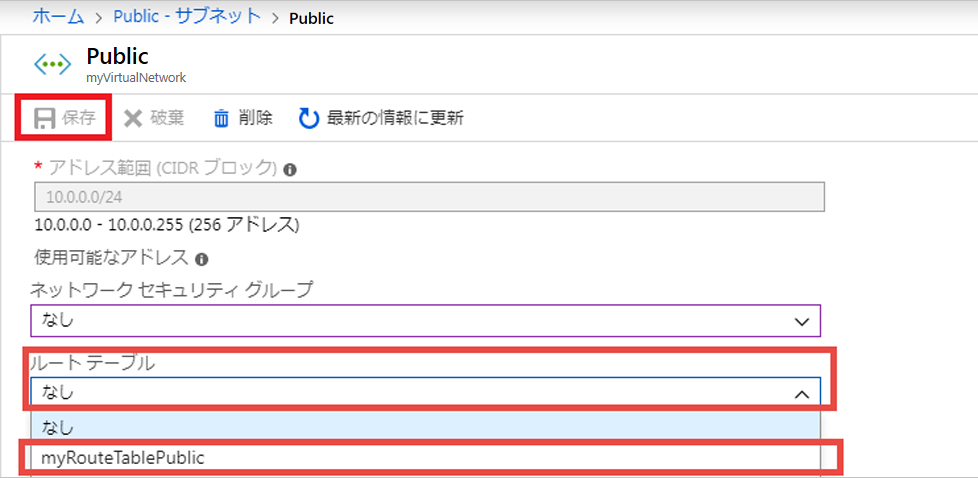 ホーム > Public - サブネット > Public
Public
myVirtualNetwork
保存 破棄 削除 最新の情報に更新
* アドレス範囲 (CIDR ブロック)
10.0.0.0/24
10.0.0.0 - 10.0.0.255 (256 アドレス)
使用可能なアドレス
ネットワーク セキュリティ グループ
なし
ルート テーブル
なし
なし
myRouteTablePublic